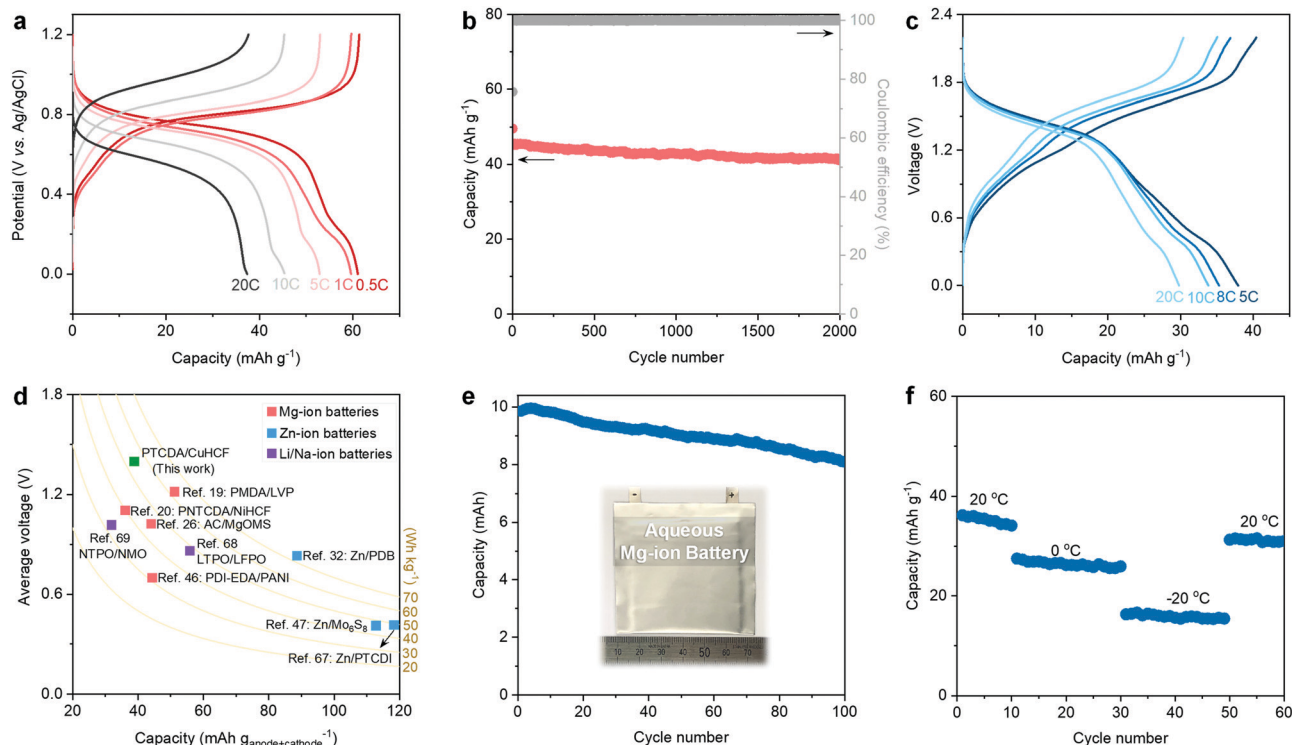 a
1.2
0.8
0.4
0.0
Potential (V vs. Ag/AgCl)
20C
10C
5C
1C
0.5C
0
20
40
60
Capacity (mAh g⁻¹)
b
80
60
40
20
0
Capacity (mAh g⁻¹)
100
80
60
40
20
0
Coulombic efficiency (%)
0
500
1000
1500
2000
Cycle number
c
2.4
1.8
1.2
0.6
0.0
Voltage (V)
20C
10C
8C
5C
0
10
20
30
40
Capacity (mAh g⁻¹)
d
1.8
1.2
0.6
0.0
Average voltage (V)
Mg-ion batteries
Zn-ion batteries
Li/Na-ion batteries
PTCDA/CuHCF
(This work)
Ref. 19: PMDA/LVP
Ref. 20: PNTCDA/NiHCF
Ref. 26: AC/MgOMS
Ref. 69
NTPO/NMO
Ref. 68
LTPO/LFPO
Ref. 32: Zn/PDB
Ref. 46: PDI-EDA/PANI
Ref. 47: Zn/Mo₆S₈
Ref. 67: Zn/PTCDI
(Wh kg⁻¹)
70
60
50
40
30
20
20
40
60
80
100
120
Capacity (mAh g anode+cathode⁻¹)
e
10
8
6
4
2
0
Capacity (mAh)
-
+
Aqueous
Mg-ion Battery
10 20 30 40 50 60 70
0
20
40
60
80
100
Cycle number
f
60
40
20
0
Capacity (mAh g⁻¹)
20 °C
0 °C
-20 °C
20 °C
0
10
20
30
40
50
60
Cycle number